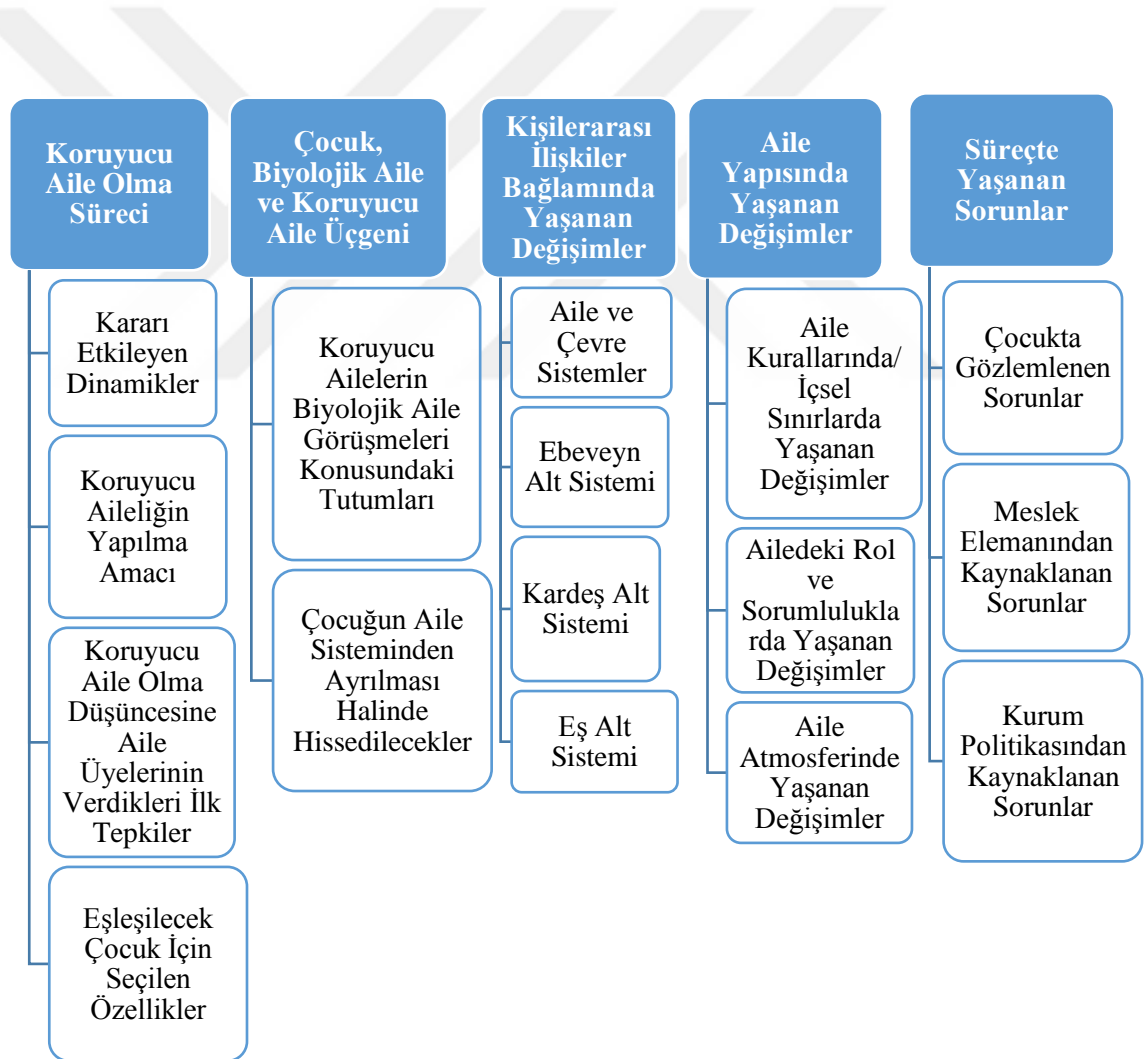 Koruyucu
Aile Olma
Süreci
Kararı
Etkileyen
Dinamikler
Koruyucu
Aileliğin
Yapılma
Amacı
Koruyucu
Aile Olma
Düşüncesine
Aile
Üyelerinin
Verdikleri İlk
Tepkiler
Eşleşilecek
Çocuk İçin
Seçilen
Özellikler
Çocuk,
Biyolojik Aile
ve Koruyucu
Aile Üçgeni
Koruyucu
Ailelerin
Biyolojik Aile
Görüşmeleri
Konusundaki
Tutumları
Çocuğun Aile
Sisteminden
Ayrılması
Halinde
Hissedilecekler
Kişilerarası
İlişkiler
Bağlamında
Yaşanan
Değişimler
Aile ve
Çevre
Sistemler
Ebeveyn
Alt Sistemi
Kardeş Alt
Sistemi
Eş Alt
Sistemi
Aile
Yapısında
Yaşanan
Değişimler
Aile
Kurallarında/
İçsel
Sınırlarda
Yaşanan
Değişimler
Ailedeki Rol
ve
Sorumlulukla
rda Yaşanan
Değişimler
Aile
Atmosferinde
Yaşanan
Değişimler
Süreçte
Yaşanan
Sorunlar
Çocukta
Gözlemlenen
Sorunlar
Meslek
Elemanından
Kaynaklanan
Sorunlar
Kurum
Politikasından
Kaynaklanan
Sorunlar